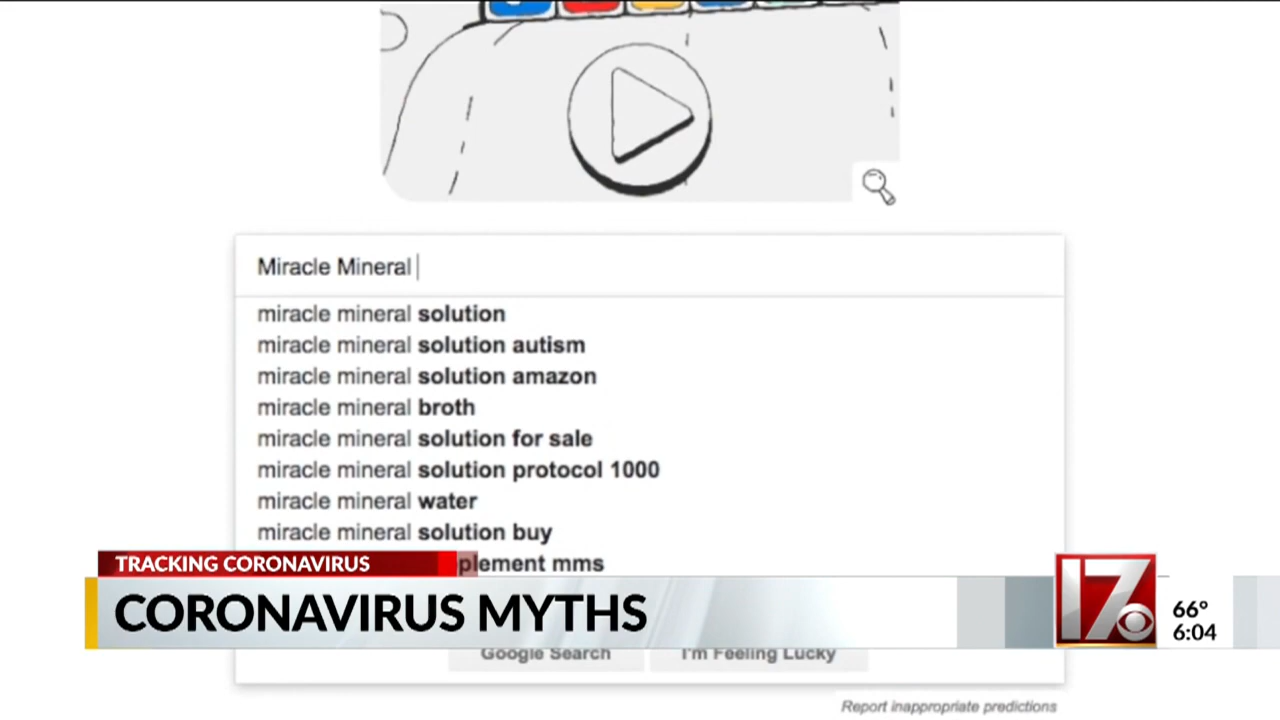 Miracle Mineral
miracle mineral solution
miracle mineral solution autism
miracle mineral solution amazon
miracle mineral broth
miracle mineral solution for sale
miracle mineral solution protocol 1000
miracle mineral water
miracle mineral solution buy
plement mms
TRACKING CORONAVIRUS
CORONAVIRUS MYTHS
17
66°
6:04
Google Search
I'm Feeling Lucky
Report inappropriate predictions